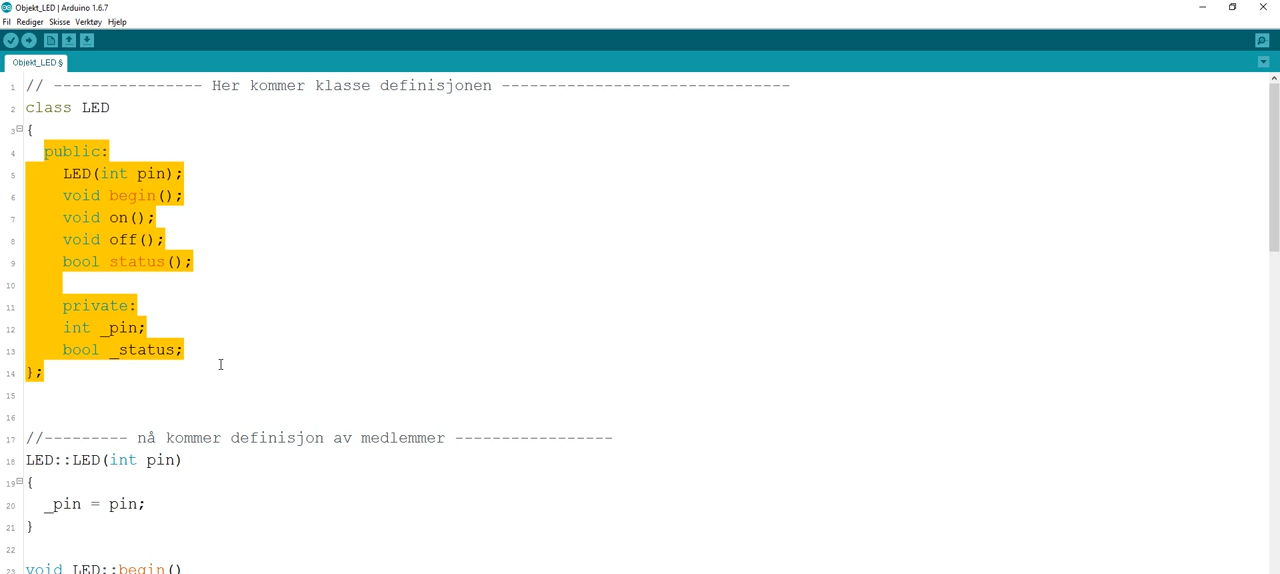 Objekt_LED | Arduino 1.6.7
Fil Rediger Skisse Verktøy Hjelp
Objekt_LED §
1 // ---------------- Her kommer klasse definisjonen -------------------------------
2 class LED
3 {
4 public:
5 LED(int pin);
6 void begin();
7 void on();
8 void off();
9 bool status();
10
11 private:
12 int _pin;
13 bool _status;
14 };
15
16
17 //--------- nå kommer definisjon av medlemmer -----------------
18 LED::LED(int pin)
19 {
20 _pin = pin;
21 }
22
23 void LED::begin()